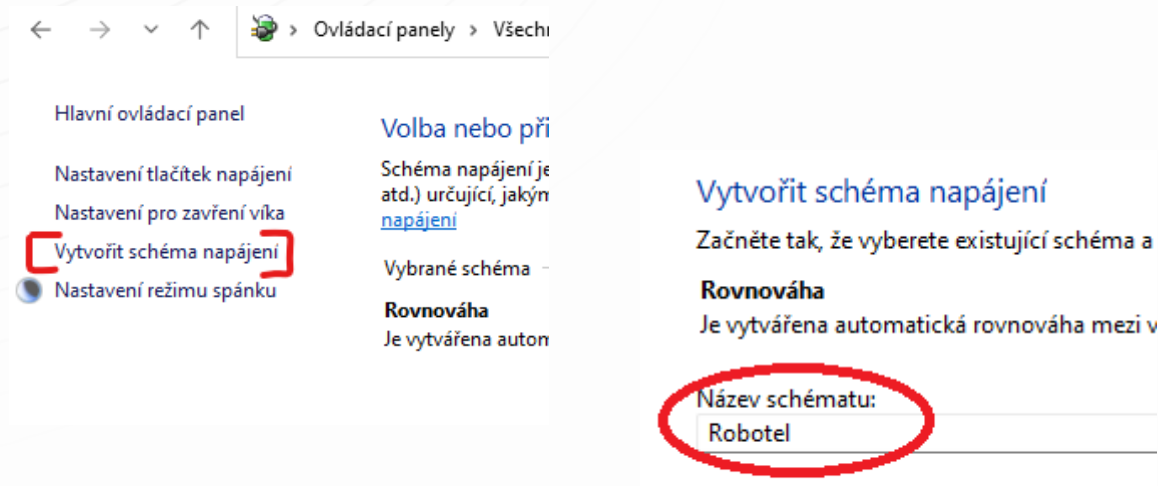 Ovládací panely > Všech
Hlavní ovládací panel
Nastavení tlačítek napájení
Nastavení pro zavření víka
Vytvořit schéma napájení
Nastavení režimu spánku
Volba nebo při
Schéma napájení je
atd.) určující, jakým
napájení
Vybrané schéma
Rovnováha
Je vytvářena autom
Vytvořit schéma napájení
Začněte tak, že vyberete existující schéma a
Rovnováha
Je vytvářena automatická rovnováha mezi v
Název schématu:
Robotel